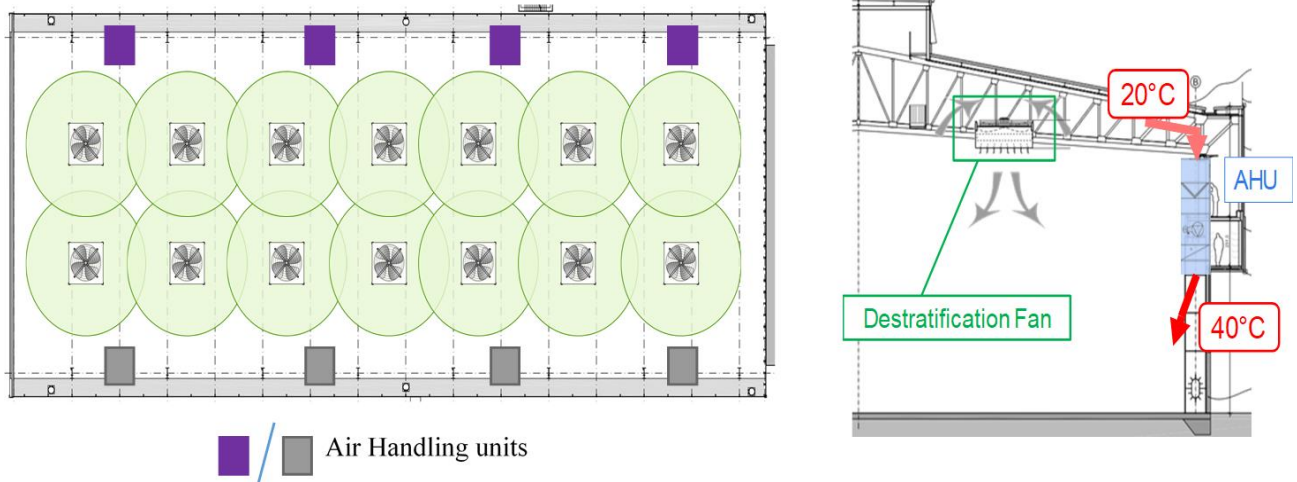 20°C
B
AHU
Destratification Fan
40°C
Air Handling units